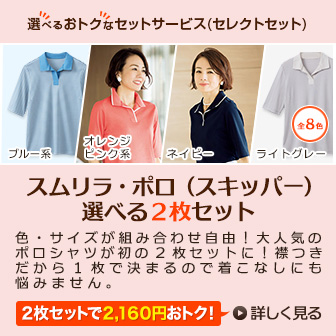 選べるおトクなセットサービス(セレクトセット)
ブルー系
オレンジ
ピンク系
ネイビー
ライトグレー
全8色
スムリラ・ポロ（スキッパー）
選べる2枚セット
色・サイズが組み合わせ自由！大人気の
ポロシャツが初の2枚セットに！襟つき
だから1枚で決まるので着こなしにも
悩みません。
2枚セットで2,160円おトク！
詳しく見る